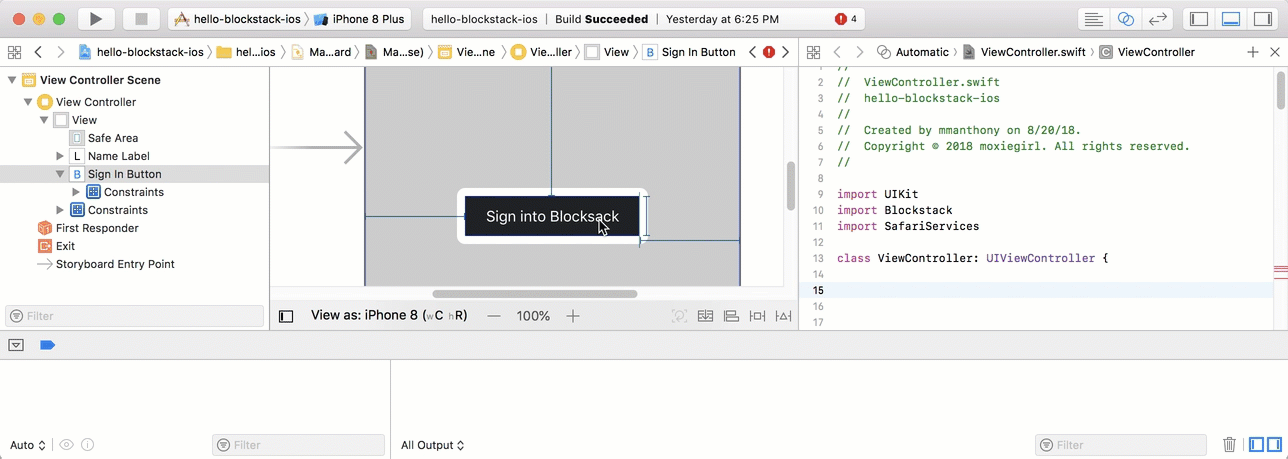 hello-blockstack-ios iPhone 8 Plus hello-blockstack-ios | Build Succeeded | Yesterday at 6:25 PM 4
hello-blockstack-ios hel...ios Ma...ard Ma...se) Vie...ne Vie...ller View B Sign In Button
Automatic ViewController.swift C ViewController
View Controller Scene
View Controller
View
Safe Area
L Name Label
B Sign In Button
Constraints
Constraints
First Responder
Exit
Storyboard Entry Point
Filter
Sign into Blocksack
View as: iPhone 8 (wC hR) 100%
1 //
2 // ViewController.swift
3 // hello-blockstack-ios
4 //
5 // Created by mmanthony on 8/20/18.
6 // Copyright © 2018 moxiegirl. All rights reserved.
7 //
8
9 import UIKit
10 import Blockstack
11 import SafariServices
12
13 class ViewController: UIViewController {
14
15
16
17
Auto Filter All Output Filter